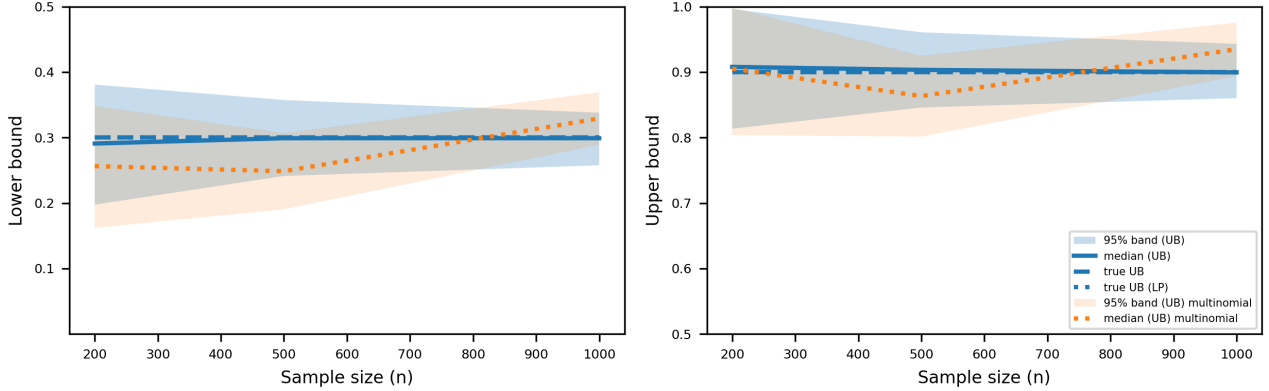 0.5
0.4
0.3
0.2
0.1
Lower bound
200 300 400 500 600 700 800 900 1000
Sample size (n)
1.0
0.9
0.8
0.7
0.6
0.5
Upper bound
95% band (UB)
median (UB)
true UB
true UB (LP)
95% band (UB) multinomial
median (UB) multinomial
200 300 400 500 600 700 800 900 1000
Sample size (n)